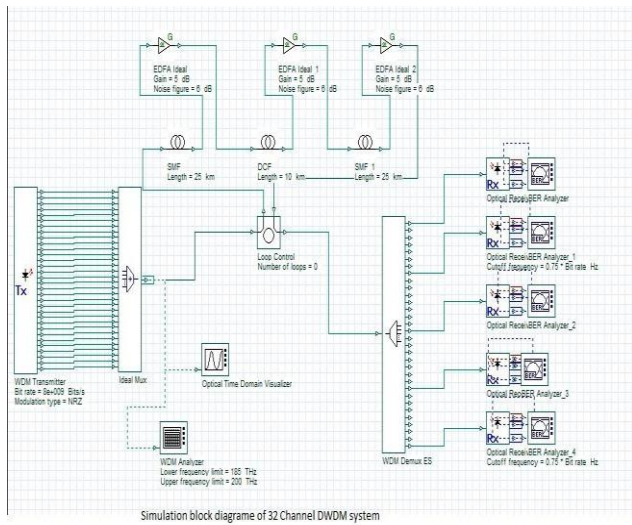 G
G
G
EDFA Ideal
Gain = 5 dB
Noise figure = 6 dB
EDFA Ideal 1
Gain = 5 dB
Noise figure = 6 dB
EDFA Ideal 2
Gain = 5 dB
Noise figure = 6 dB
SMF
Length = 25 km
DCF
Length = 10 km
SMF 1
Length = 25 km
Loop Control
Number of loops = 0
Tx
WDM Transmitter
Bit rate = 8e+009 Bits/s
Modulation type = NRZ
Ideal Mux
Optical Time Domain Visualizer
WDM Analyzer
Lower frequency limit = 185 THz
Upper frequency limit = 200 THz
WDM Demux ES
Rx
BER
Optical BER Analyzer
Rx
BER
Optical BER Analyzer_1
Cutoff frequency = 0.75 * Bit rate Hz
Rx
BER
Optical BER Analyzer_2
Rx
BER
Optical BER Analyzer_3
Rx
BER
Optical BER Analyzer_4
Cutoff frequency = 0.75 * Bit rate Hz
Simulation block diagrame of 32 Channel DWDM system